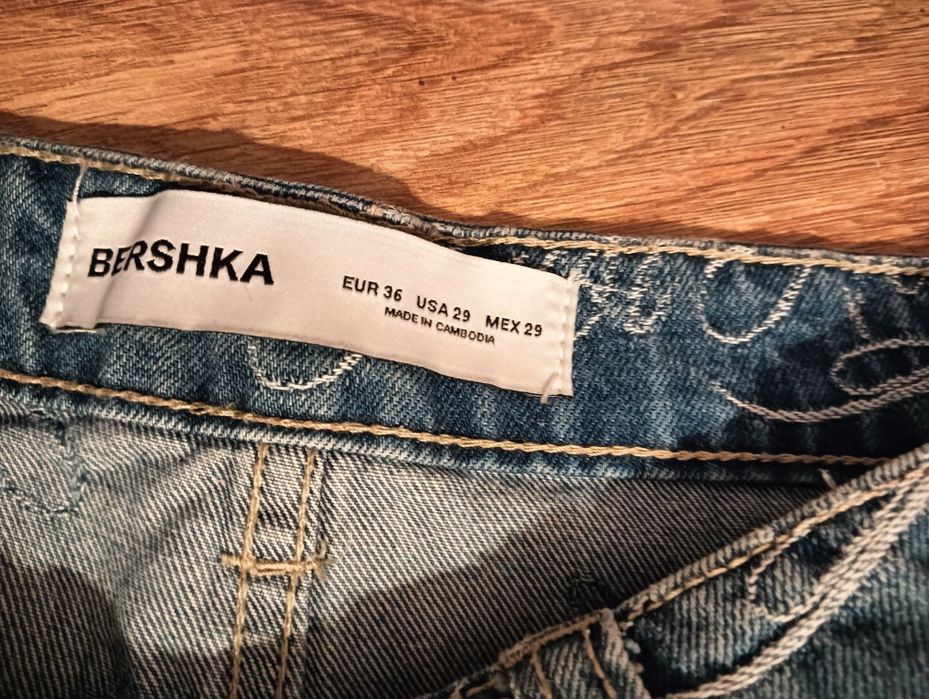 BERSHKA
EUR 36 USA 29 MEX 29
MADE IN CAMBODIA